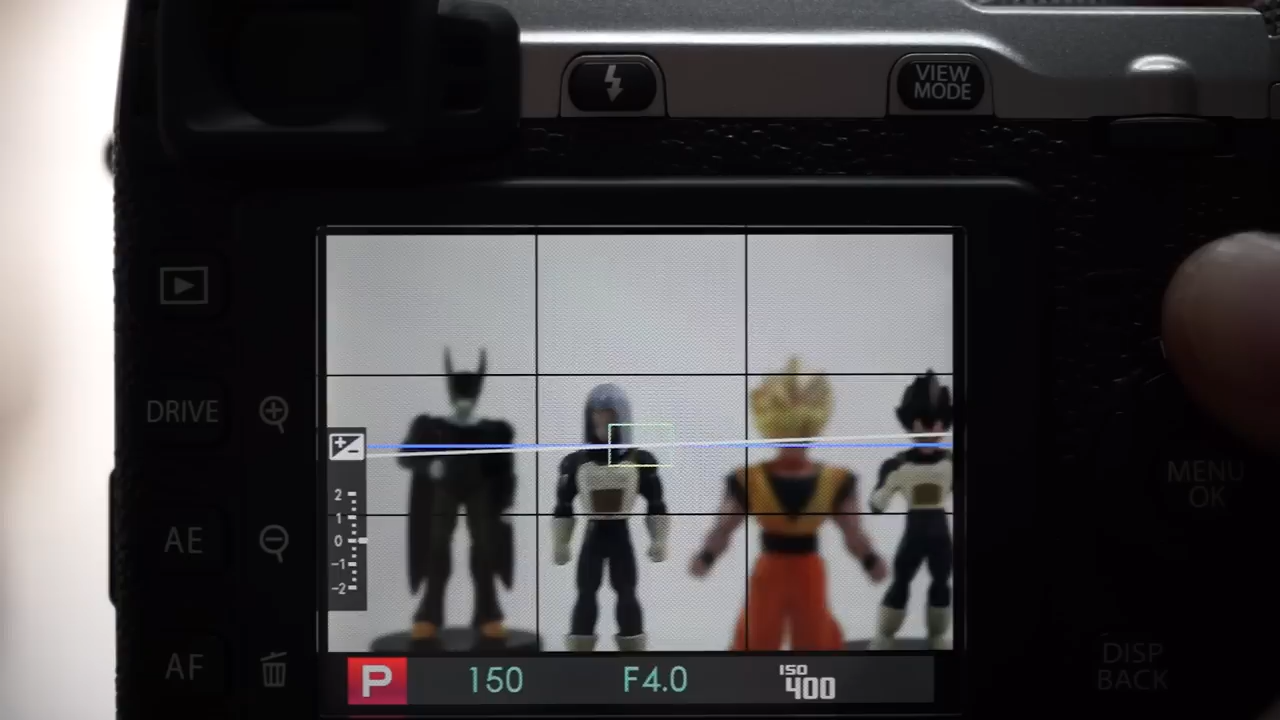 VIEW
MODE
DRIVE
2
1
0
-1
-2
AE
AF
MENU
OK
DISP
BACK
P 150 F4.0 ISO 400